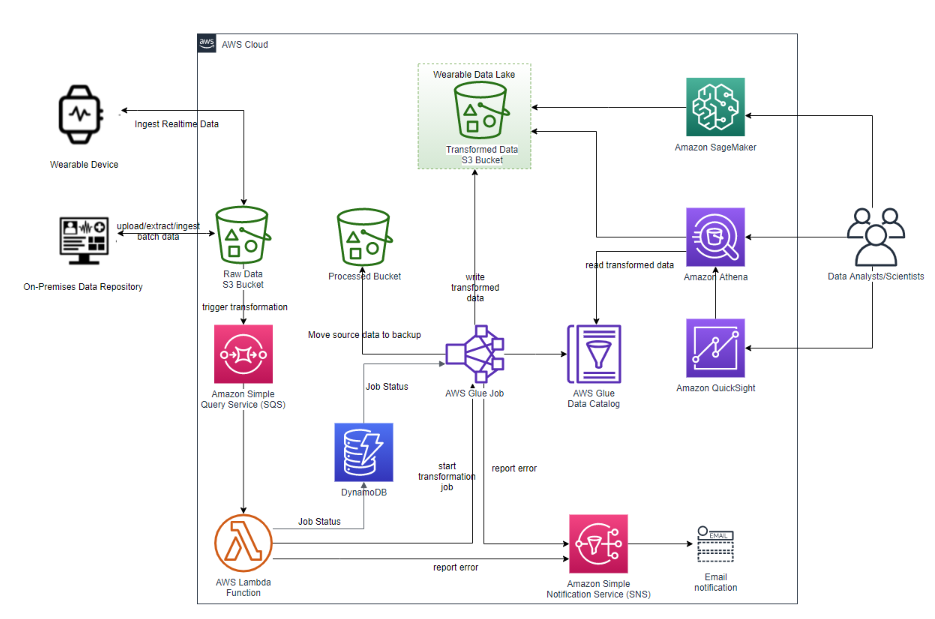 aws
AWS Cloud
Wearable Data Lake
Transformed Data
S3 Bucket
Amazon SageMaker
Ingest Realtime Data
Wearable Device
upload/extract/ingest
batch data
On-Premises Data Repository
Raw Data
S3 Bucket
Processed Bucket
write
transformed
data
read transformed data
Amazon Athena
Data Analysts/Scientists
trigger transformation
Move source data to backup
Amazon Simple
Query Service (SQS)
Job Status
AWS Glue Job
AWS Glue
Data Catalog
Amazon QuickSight
DynamoDB
start
transformation
job
report error
Job Status
AWS Lambda
Function
report error
Amazon Simple
Notification Service (SNS)
EMAIL
Email
notification